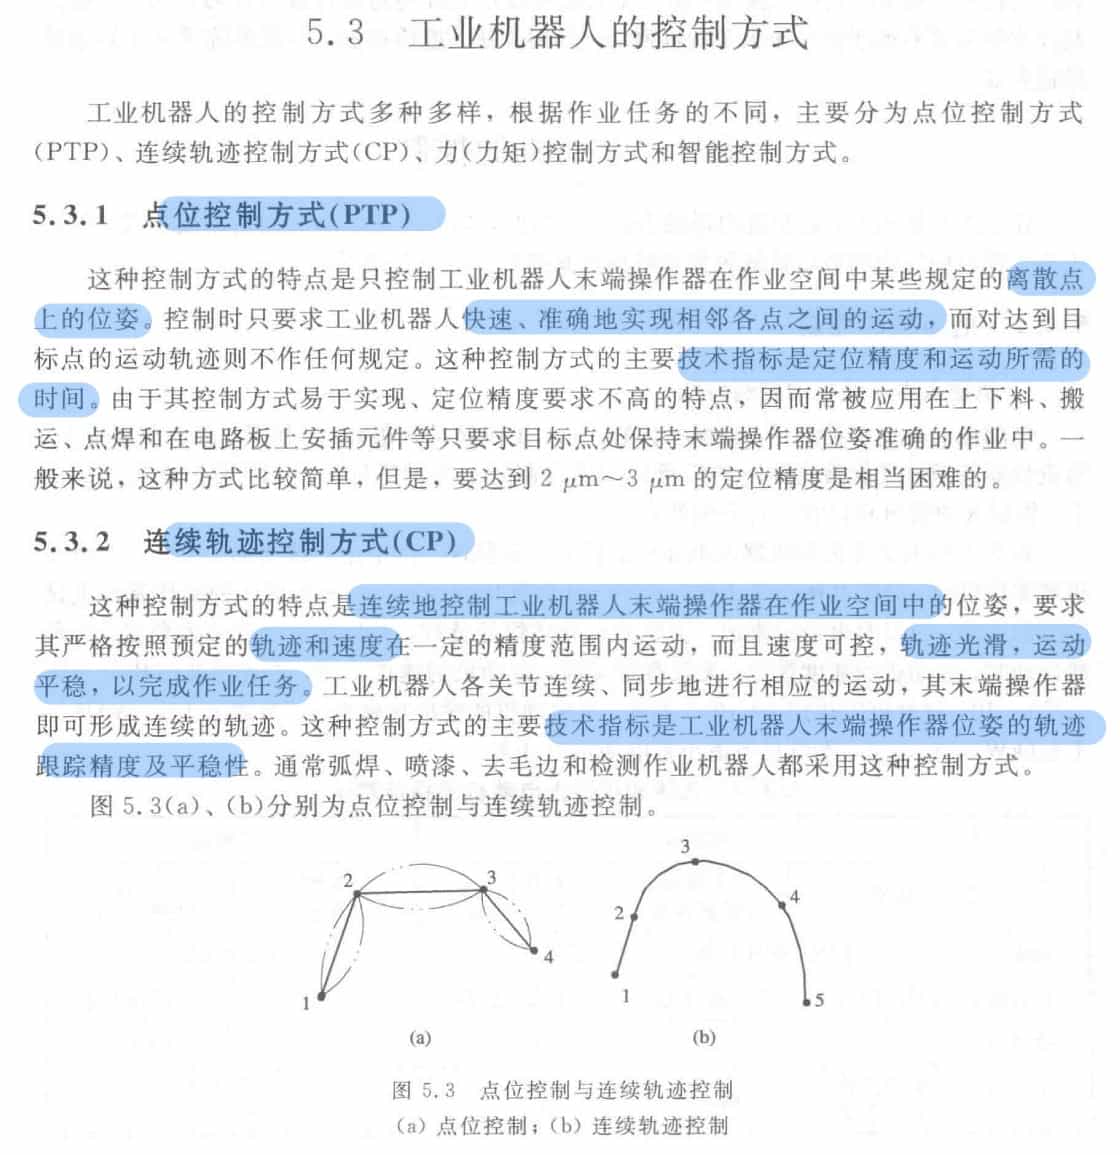 5.3 工业机器人的控制方式
工业机器人的控制方式多种多样，根据作业任务的不同，主要分为点位控制方式
(PTP)、连续轨迹控制方式(CP)、力(力矩)控制方式和智能控制方式。
5.3.1 点位控制方式(PTP)
这种控制方式的特点是只控制工业机器人末端操作器在作业空间中某些规定的离散点
上的位姿。控制时只要求工业机器人快速、准确地实现相邻各点之间的运动，而对达到目
标点的运动轨迹则不作任何规定。这种控制方式的主要技术指标是定位精度和运动所需的
时间。由于其控制方式易于实现、定位精度要求不高的特点，因而常被应用在上下料、搬
运、点焊和在电路板上安插元件等只要求目标点处保持末端操作器位姿准确的作业中。一
般来说，这种方式比较简单，但是，要达到 2 μm～3 μm 的定位精度是相当困难的。
5.3.2 连续轨迹控制方式(CP)
这种控制方式的特点是连续地控制工业机器人末端操作器在作业空间中的位姿，要求
其严格按照预定的轨迹和速度在一定的精度范围内运动，而且速度可控，轨迹光滑，运动
平稳，以完成作业任务。工业机器人各关节连续、同步地进行相应的运动，其末端操作器
即可形成连续的轨迹。这种控制方式的主要技术指标是工业机器人末端操作器位姿的轨迹
跟踪精度及平稳性。通常弧焊、喷漆、去毛边和检测作业机器人都采用这种控制方式。
图 5.3(a)、(b)分别为点位控制与连续轨迹控制。
1
2
3
4
(a)
1
2
3
4
5
(b)
图 5.3 点位控制与连续轨迹控制
(a) 点位控制；(b) 连续轨迹控制